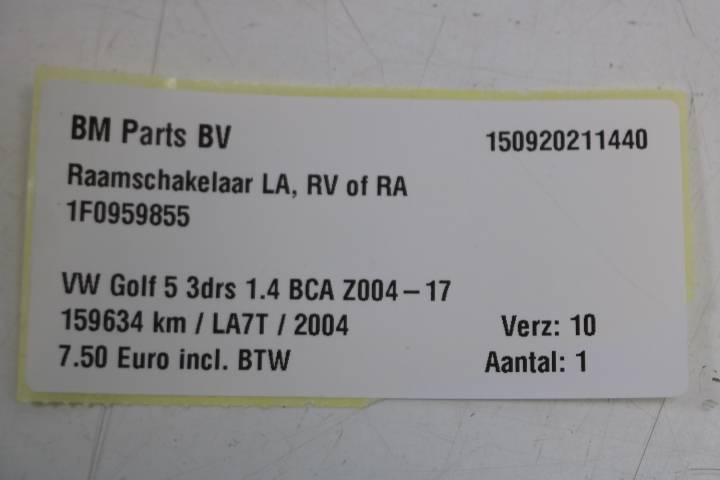 BM Parts BV 150920211440
Raamschakelaar LA, RV of RA
1F0959855
VW Golf 5 3drs 1.4 BCA Z004-17
159634 km / LA7T / 2004 Verz: 10
7.50 Euro incl. BTW Aantal: 1